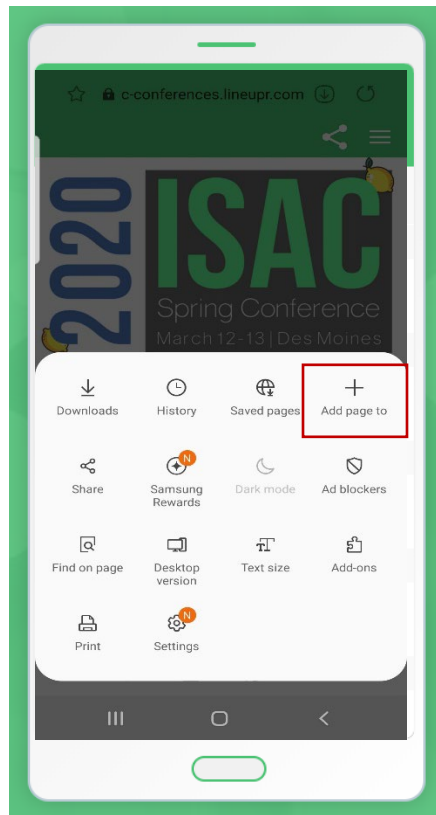 c-conferences.lineupr.com
2020
ISAC
Spring Conference
March 12-13 | Des Moines
Downloads
History
Saved pages
Add page to
Share
N
Samsung
Rewards
Dark mode
Ad blockers
Find on page
Desktop
version
Text size
Add-ons
Print
N
Settings